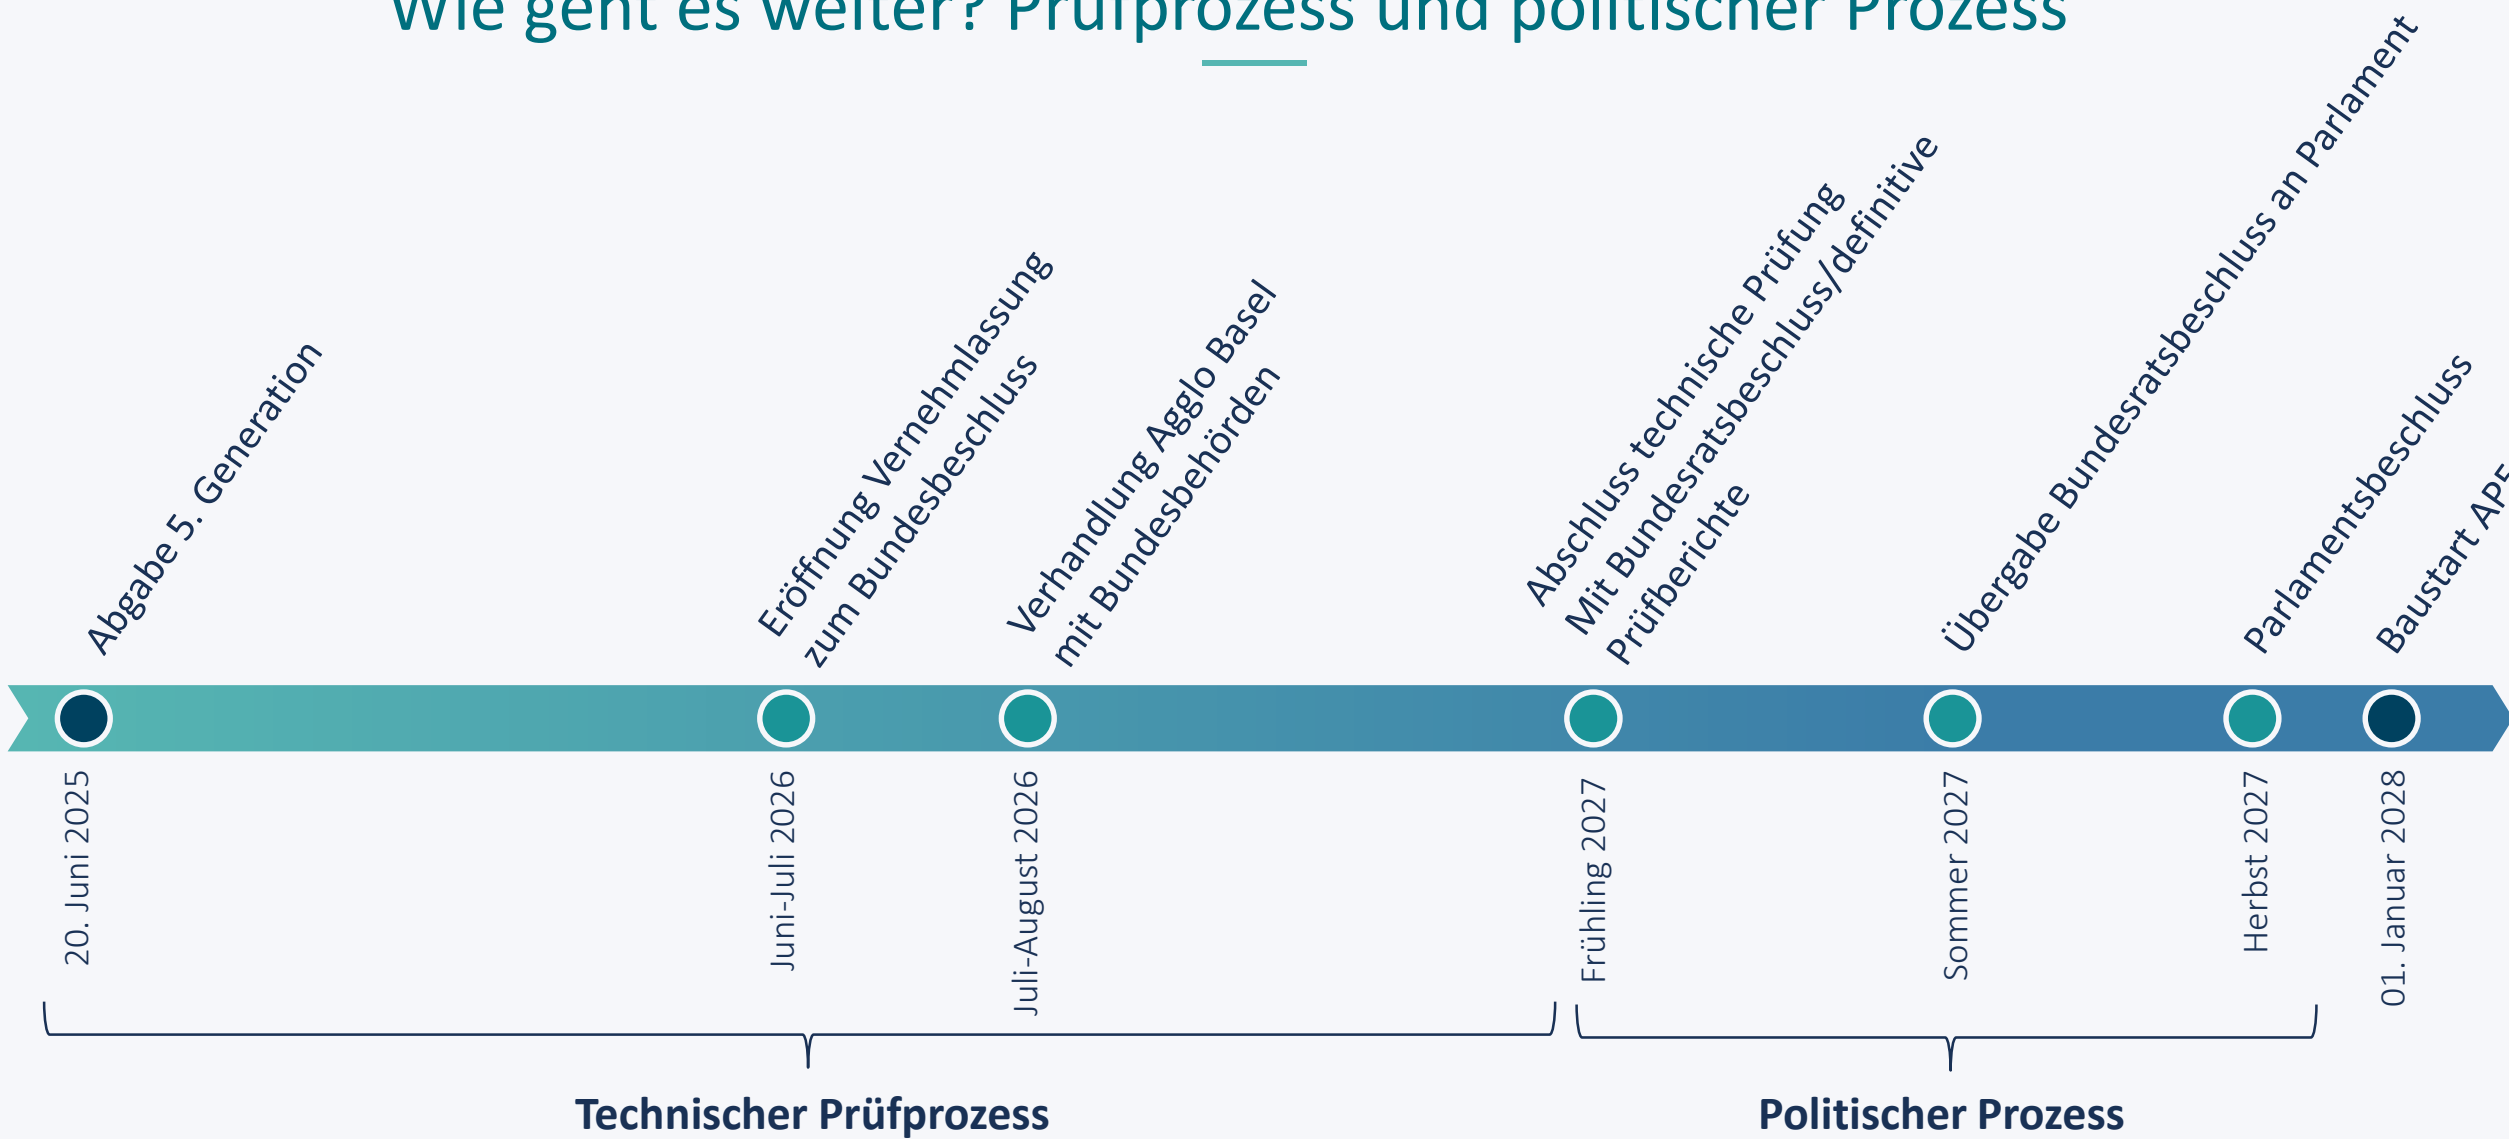 Wie geht es weiter? Prüfprozess und politischer Prozess
Abgabe 5. Generation
Eröffnung Vernehmlassung
zum Bundesbeschluss
Verhandlung Agglo Basel
mit Bundesbehörden
Abschluss technische Prüfung
Mit Bundesratsbeschluss/definitive
Prüfberichte
Übergabe Bundesratsbeschluss an Parlament
Parlamentsbeschluss
Baustart
20. Juni 2025
Juni-Juli 2026
Juli-August 2026
Frühling 2027
Sommer 2027
Herbst 2027
01. Januar 2028
Technischer Prüfprozess
Politischer Prozess